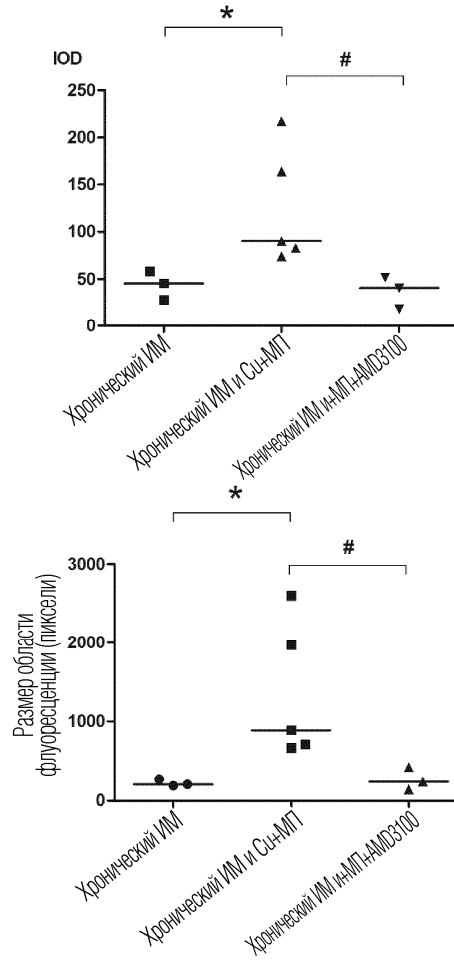 *
IOD
#
250
200
150
100
50
0
Хронический ИМ
Хронический ИМ и Cu+МП
Хронический ИМ и+МП+AMD3100
*
#
Размер области
флуоресценции (пиксели)
3000
2000
1000
0
Хронический ИМ
Хронический ИМ и Cu+МП
Хронический ИМ и+МП+AMD3100